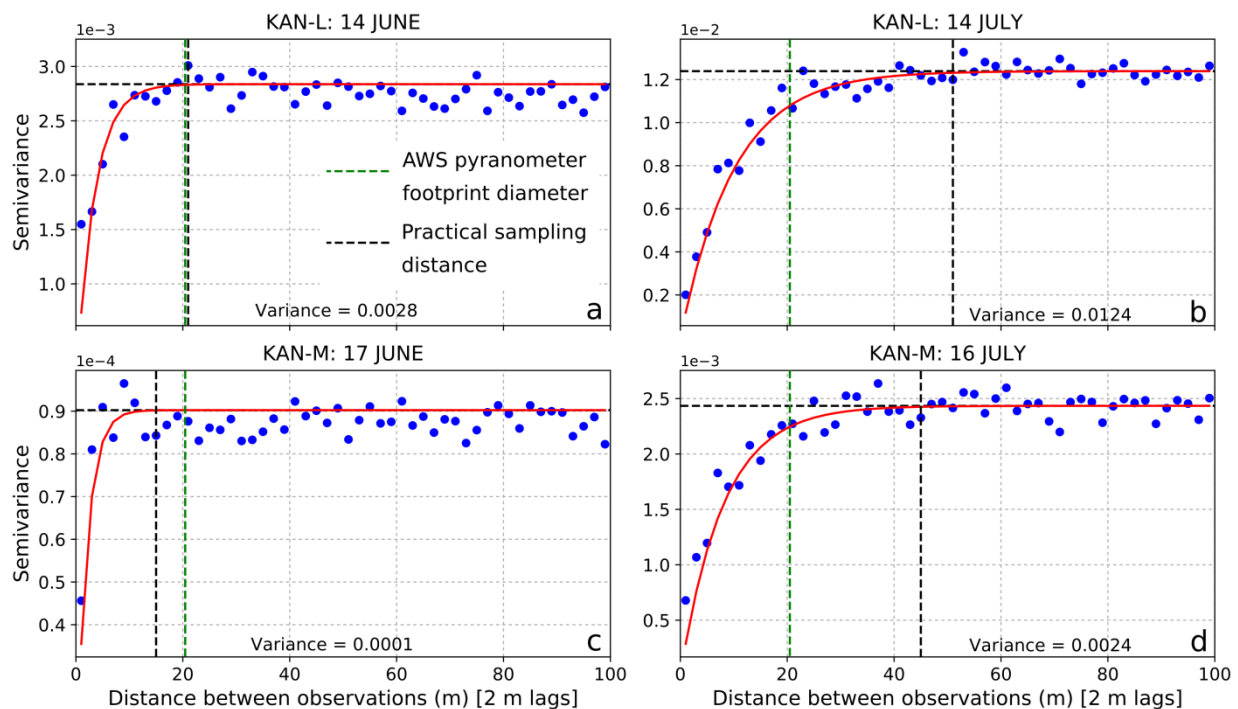 KAN-L: 14 JUNE
1e−3
3.0
2.5
2.0
1.5
1.0
Semivariance
AWS pyranometer
footprint diameter
Practical sampling
distance
Variance = 0.0028
a
KAN-L: 14 JULY
1e−2
1.2
1.0
0.8
0.6
0.4
0.2
Variance = 0.0124
b
KAN-M: 17 JUNE
1e−4
0.9
0.8
0.7
0.6
0.5
0.4
Semivariance
Variance = 0.0001
c
0 20 40 60 80 100
Distance between observations (m) [2 m lags]
KAN-M: 16 JULY
1e−3
2.5
2.0
1.5
1.0
0.5
Variance = 0.0024
d
0 20 40 60 80 100
Distance between observations (m) [2 m lags]